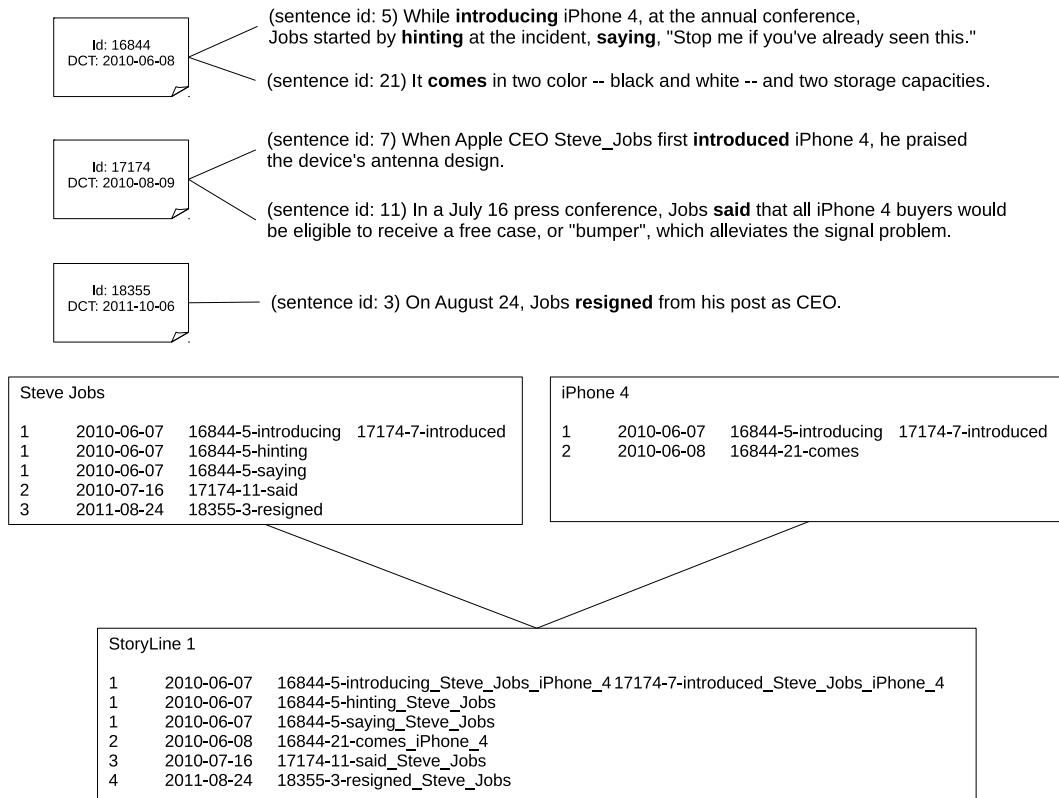 Id: 16844
DCT: 2010-06-08
(sentence id: 5) While introducing iPhone 4, at the annual conference,
Jobs started by hinting at the incident, saying, "Stop me if you've already seen this."
(sentence id: 21) It comes in two color -- black and white -- and two storage capacities.
Id: 17174
DCT: 2010-08-09
(sentence id: 7) When Apple CEO Steve_Jobs first introduced iPhone 4, he praised
the device's antenna design.
(sentence id: 11) In a July 16 press conference, Jobs said that all iPhone 4 buyers would
be eligible to receive a free case, or "bumper", which alleviates the signal problem.
Id: 18355
DCT: 2011-10-06
(sentence id: 3) On August 24, Jobs resigned from his post as CEO.
Steve Jobs
1 2010-06-07 16844-5-introducing 17174-7-introduced
1 2010-06-07 16844-5-hinting
1 2010-06-07 16844-5-saying
2 2010-07-16 17174-11-said
3 2011-08-24 18355-3-resigned
iPhone 4
1 2010-06-07 16844-5-introducing 17174-7-introduced
2 2010-06-08 16844-21-comes
StoryLine 1
1 2010-06-07 16844-5-introducing_Steve_Jobs_iPhone_4 17174-7-introduced_Steve_Jobs_iPhone_4
1 2010-06-07 16844-5-hinting_Steve_Jobs
1 2010-06-07 16844-5-saying_Steve_Jobs
2 2010-06-08 16844-21-comes_iPhone_4
3 2010-07-16 17174-11-said_Steve_Jobs
4 2011-08-24 18355-3-resigned_Steve_Jobs